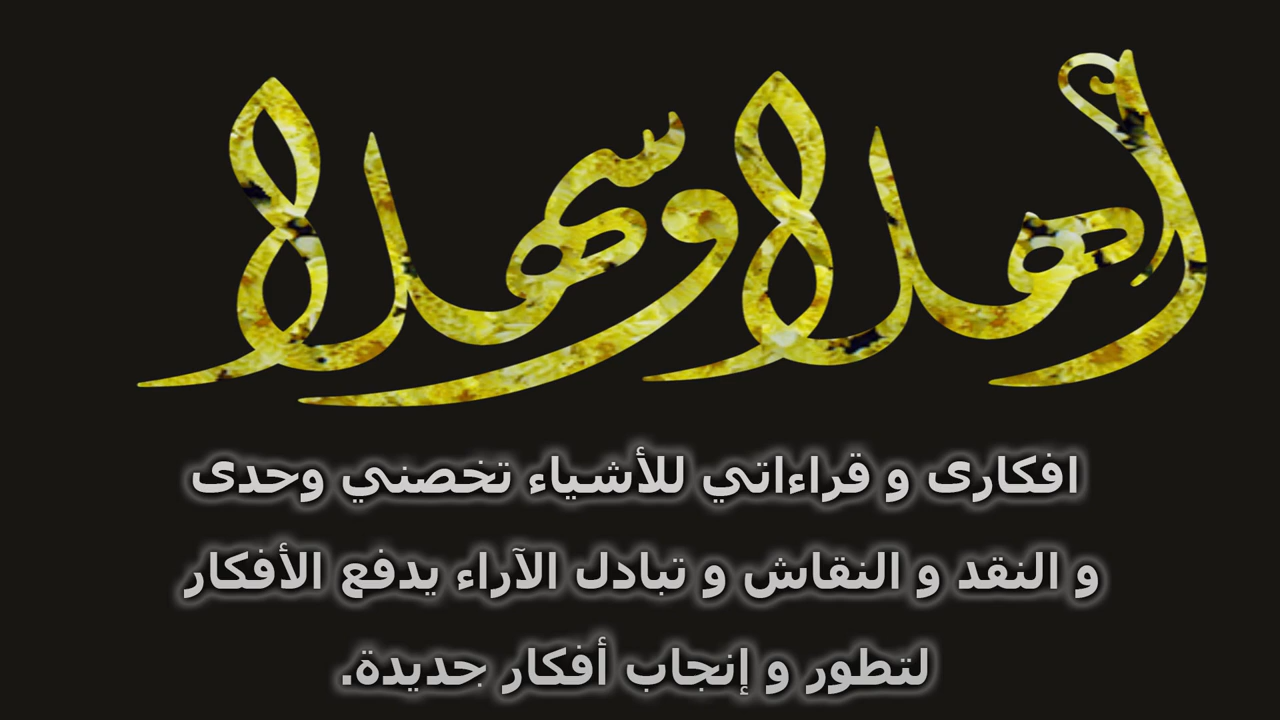 أهلا وسهلا
افكارى و قراءاتي للأشياء تخصني وحدى
و النقد و النقاش و تبادل الآراء يدفع الأفكار
لتطور و إنجاب أفكار جديدة.